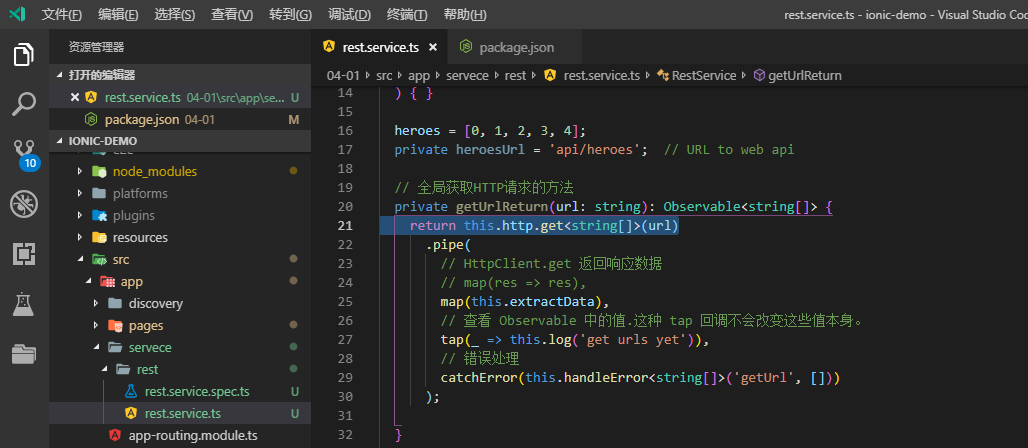 文件(F) 编辑(E) 选择(S) 查看(V) 转到(G) 调试(D) 终端(T) 帮助(H) rest.service.ts - ionic-demo - Visual Studio Cod
资源管理器
打开的编辑器
rest.service.ts 04-01\src\app\se... U
package.json 04-01 M
IONIC-DEMO
node_modules
platforms
plugins
resources
src
app
discovery
pages
servece
rest
rest.service.spec.ts U
rest.service.ts U
app-routing.module.ts
10
rest.service.ts × package.json
04-01 src app servece rest rest.service.ts RestService getUrlReturn
14 ) { }
15
16 heroes = [0, 1, 2, 3, 4];
17 private heroesUrl = 'api/heroes';  // URL to web api
18
19 // 全局获取HTTP请求的方法
20 private getUrlReturn(url: string): Observable<string[]> {
21 return this.http.get<string[]>(url)
22 .pipe(
23 // HttpClient.get 返回响应数据
24 // map(res => res),
25 map(this.extractData),
26 // 查看 Observable 中的值.这种 tap 回调不会改变这些值本身。
27 tap(_ => this.log('get urls yet')),
28 // 错误处理
29 catchError(this.handleError<string[]>('getUrl', []))
30 );
31
32 }